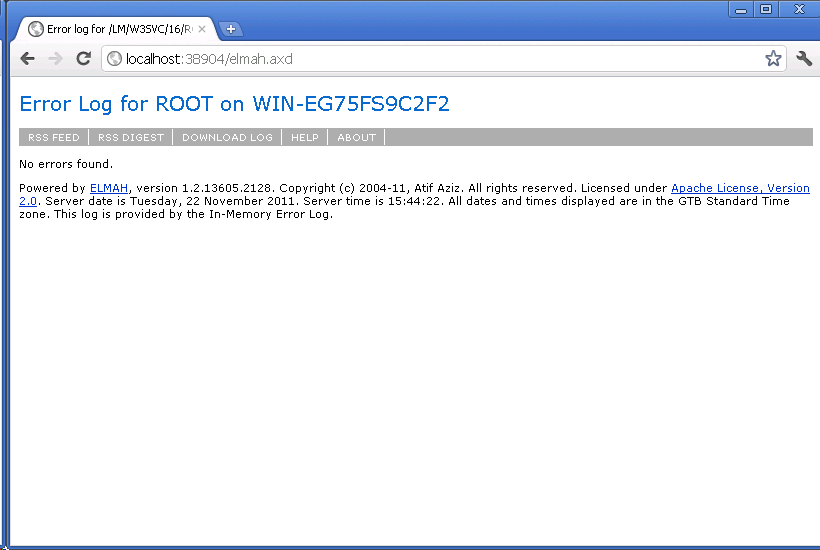 Error log for /LM/W3SVC/16/R
localhost:38904/elmah.axd
Error Log for ROOT on WIN-EG75FS9C2F2
RSS FEED RSS DIGEST DOWNLOAD LOG HELP ABOUT
No errors found.
Powered by ELMAH, version 1.2.13605.2128. Copyright (c) 2004-11, Atif Aziz. All rights reserved. Licensed under Apache License, Version
2.0. Server date is Tuesday, 22 November 2011. Server time is 15:44:22. All dates and times displayed are in the GTB Standard Time
zone. This log is provided by the In-Memory Error Log.